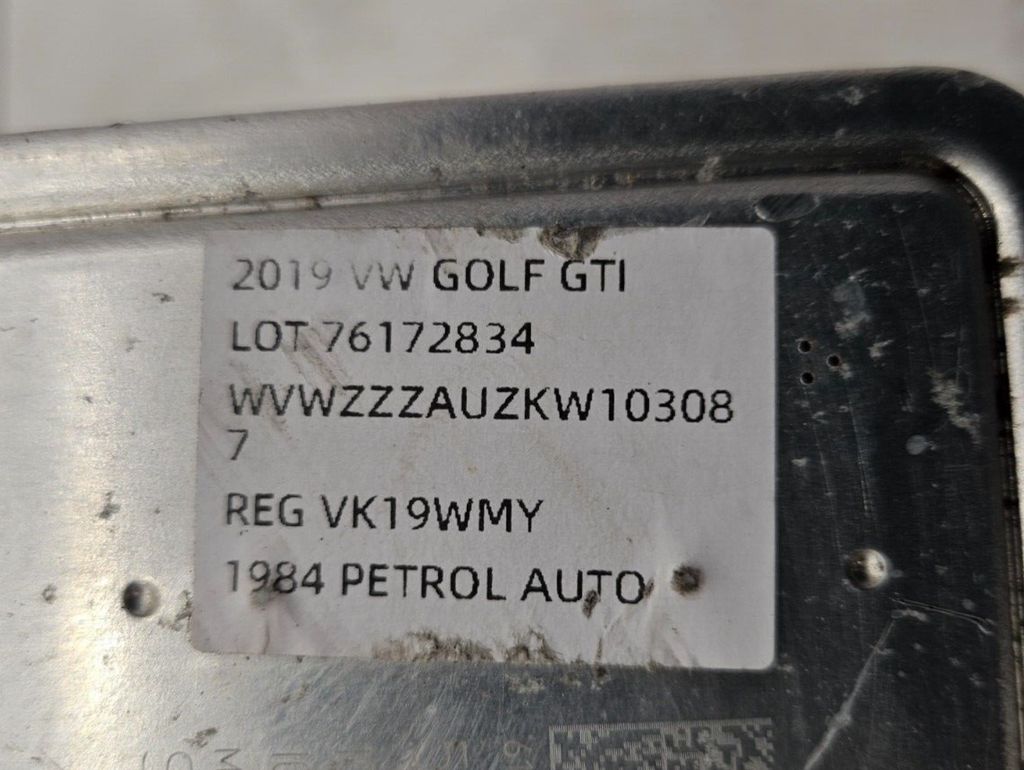 2019 VW GOLF GTI
LOT 76172834
WVWZZZAUZKW10308
7
REG VK19WMY
1984 PETROL AUTO